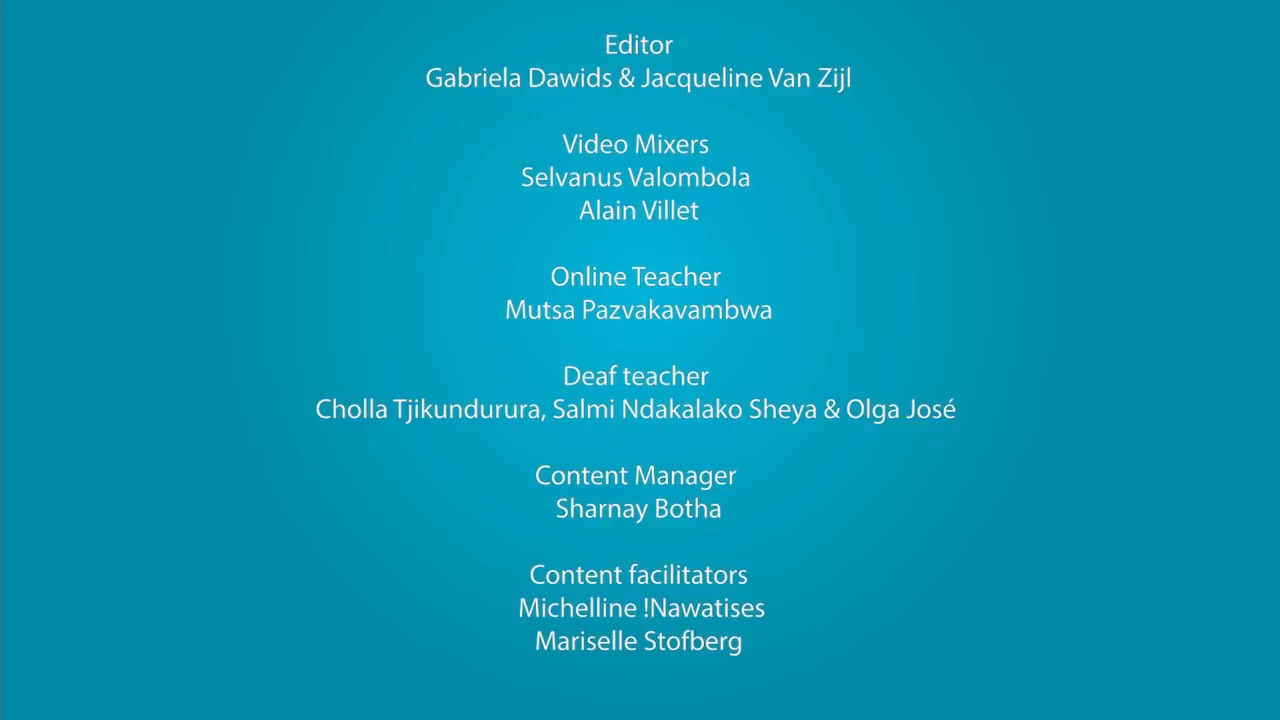 Editor
Gabriela Dawids & Jacqueline Van Zijl
Video Mixers
Selvanus Valombola
Alain Villet
Online Teacher
Mutsa Pazvakavambwa
Deaf teacher
Cholla Tjikundurura, Salmi Ndakalako Sheya & Olga José
Content Manager
Sharnay Botha
Content facilitators
Michelline !Nawatises
Mariselle Stofberg